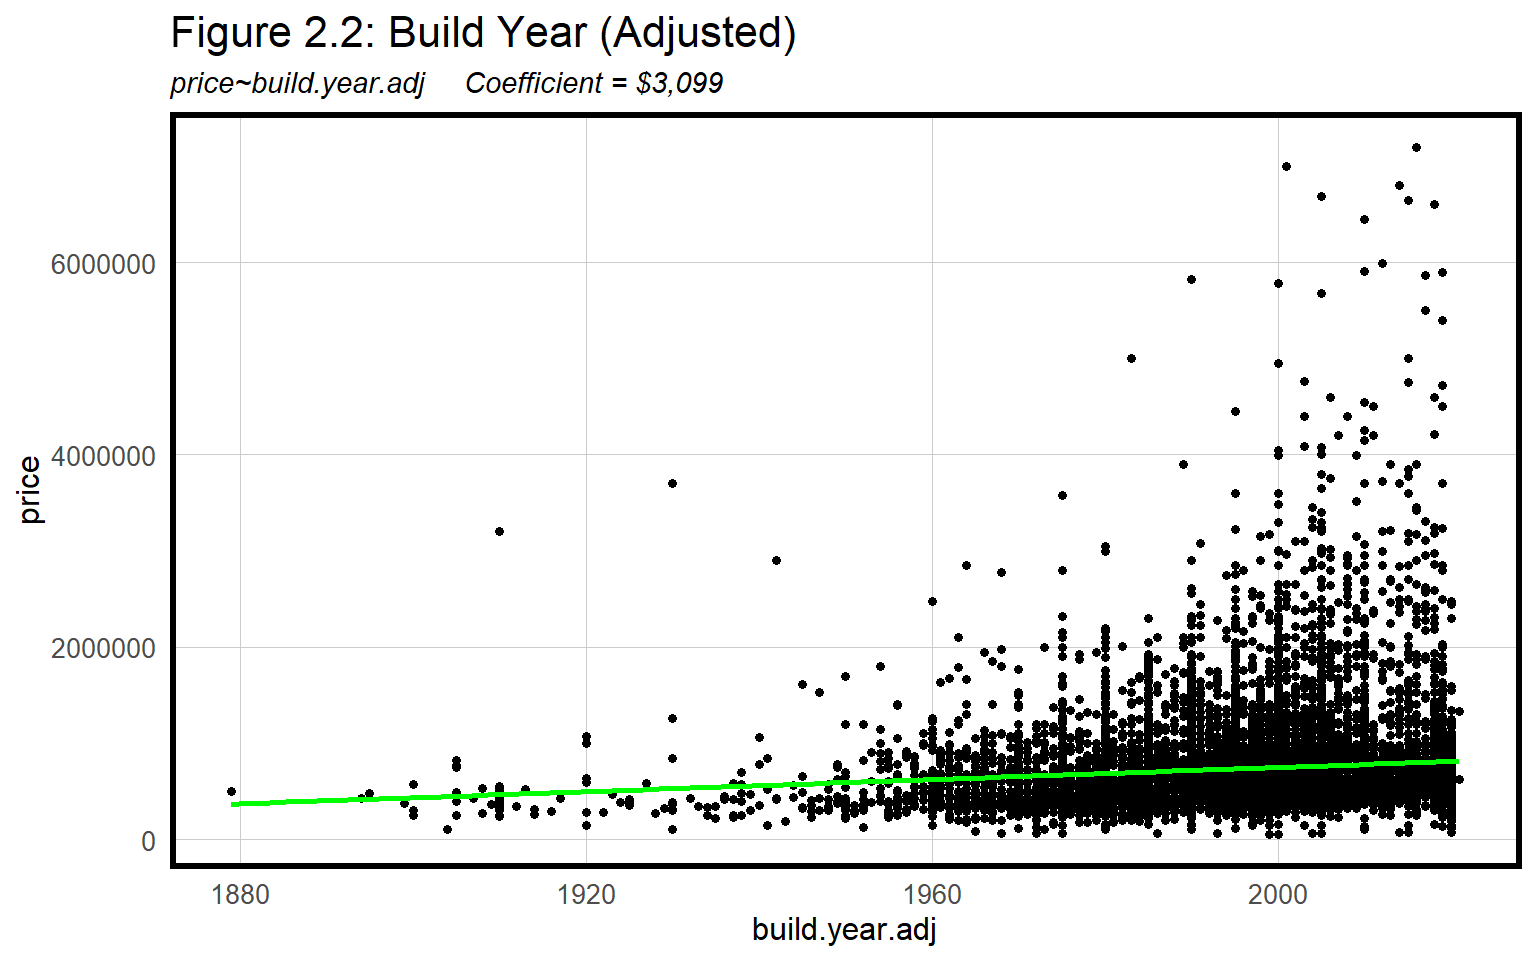 Figure 2.2: Build Year (Adjusted)
price~build.year.adj Coefficient = $3,099
6000000
4000000
2000000
0
price
1880 1920 1960 2000
build.year.adj